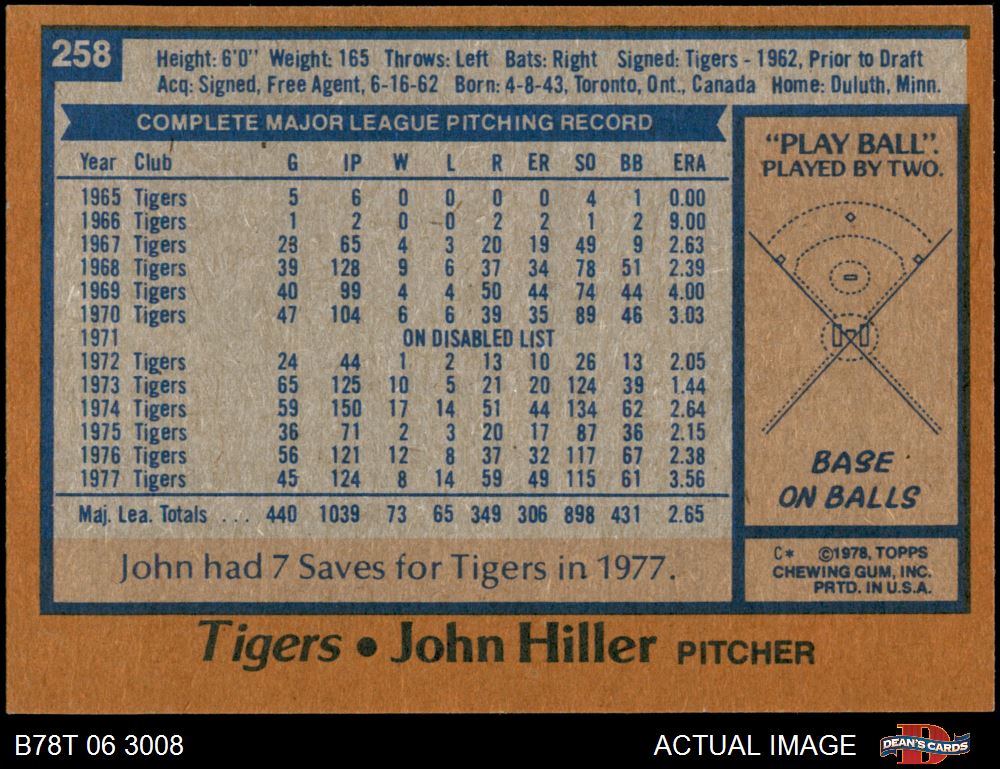 258
Height: 6'0" Weight: 165 Throws: Left Bats: Right Signed: Tigers - 1962, Prior to Draft
Acq: Signed, Free Agent, 6-16-62 Born: 4-8-43, Toronto, Ont., Canada Home: Duluth, Minn.
COMPLETE MAJOR LEAGUE PITCHING RECORD
Year Club G IP W L R ER SO BB ERA
1965 Tigers 5 6 0 0 0 0 4 1 0.00
1966 Tigers 1 2 0 0 2 2 1 2 9.00
1967 Tigers 23 65 4 3 20 19 49 9 2.63
1968 Tigers 39 128 9 6 37 34 78 51 2.39
1969 Tigers 40 99 4 4 50 44 74 44 4.00
1970 Tigers 47 104 6 6 39 35 89 46 3.03
1971 ON DISABLED LIST
1972 Tigers 24 44 1 2 13 10 26 13 2.05
1973 Tigers 65 125 10 5 21 20 124 39 1.44
1974 Tigers 59 150 17 14 51 44 134 62 2.64
1975 Tigers 36 71 2 3 20 17 87 36 2.15
1976 Tigers 56 121 12 8 37 32 117 67 2.38
1977 Tigers 45 124 8 14 59 49 115 61 3.56
Maj. Lea. Totals ... 440 1039 73 65 349 306 898 431 2.65
John had 7 Saves for Tigers in 1977.
"PLAY BALL".
PLAYED BY TWO.
BASE
ON BALLS
C* ©1978, TOPPS
CHEWING GUM, INC.
PRTD. IN U.S.A.
Tigers • John Hiller PITCHER
B78T 06 3008
ACTUAL IMAGE
D
DEAN'S CARDS